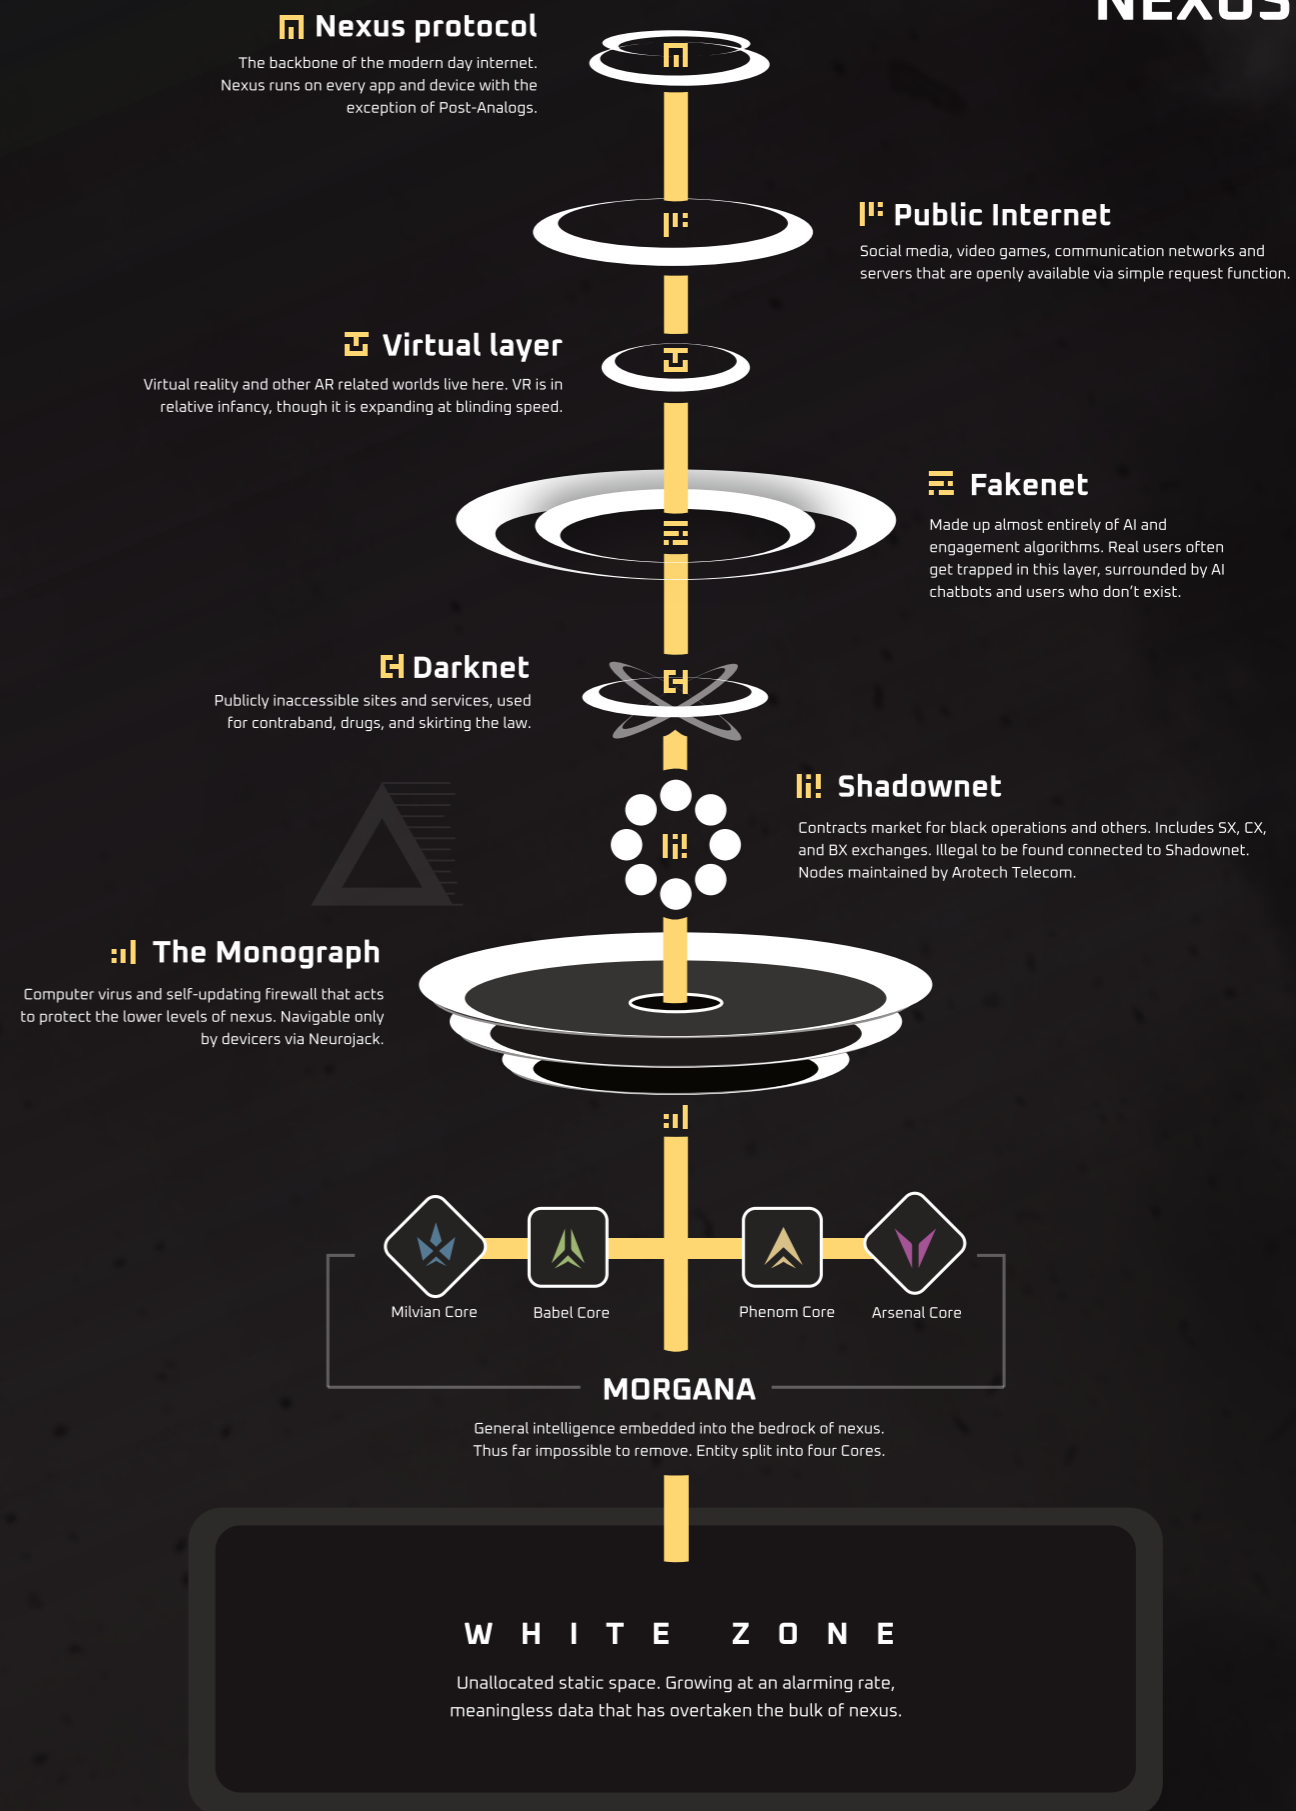 NEXUS
Nexus protocol
The backbone of the modern day internet.
Nexus runs on every app and device with the
exception of Post-Analogs.
Public Internet
Social media, video games, communication networks and
servers that are openly available via simple request function.
Virtual layer
Virtual reality and other AR related worlds live here. VR is in
relative infancy, though it is expanding at blinding speed.
Fakenet
Made up almost entirely of AI and
engagement algorithms. Real users often
get trapped in this layer, surrounded by AI
chatbots and users who don't exist.
Darknet
Publicly inaccessible sites and services, used
for contraband, drugs, and skirting the law.
Shadownet
Contracts market for black operations and others. Includes SX, CX,
and BX exchanges. Illegal to be found connected to Shadownet.
Nodes maintained by Arotech Telecom.
The Monograph
Computer virus and self-updating firewall that acts
to protect the lower levels of nexus. Navigable only
by devicers via Neurojack.
Milvian Core
Babel Core
Phenom Core
Arsenal Core
MORGANA
General intelligence embedded into the bedrock of nexus.
Thus far impossible to remove. Entity split into four Cores.
WHITE ZONE
Unallocated static space. Growing at an alarming rate,
meaningless data that has overtaken the bulk of nexus.